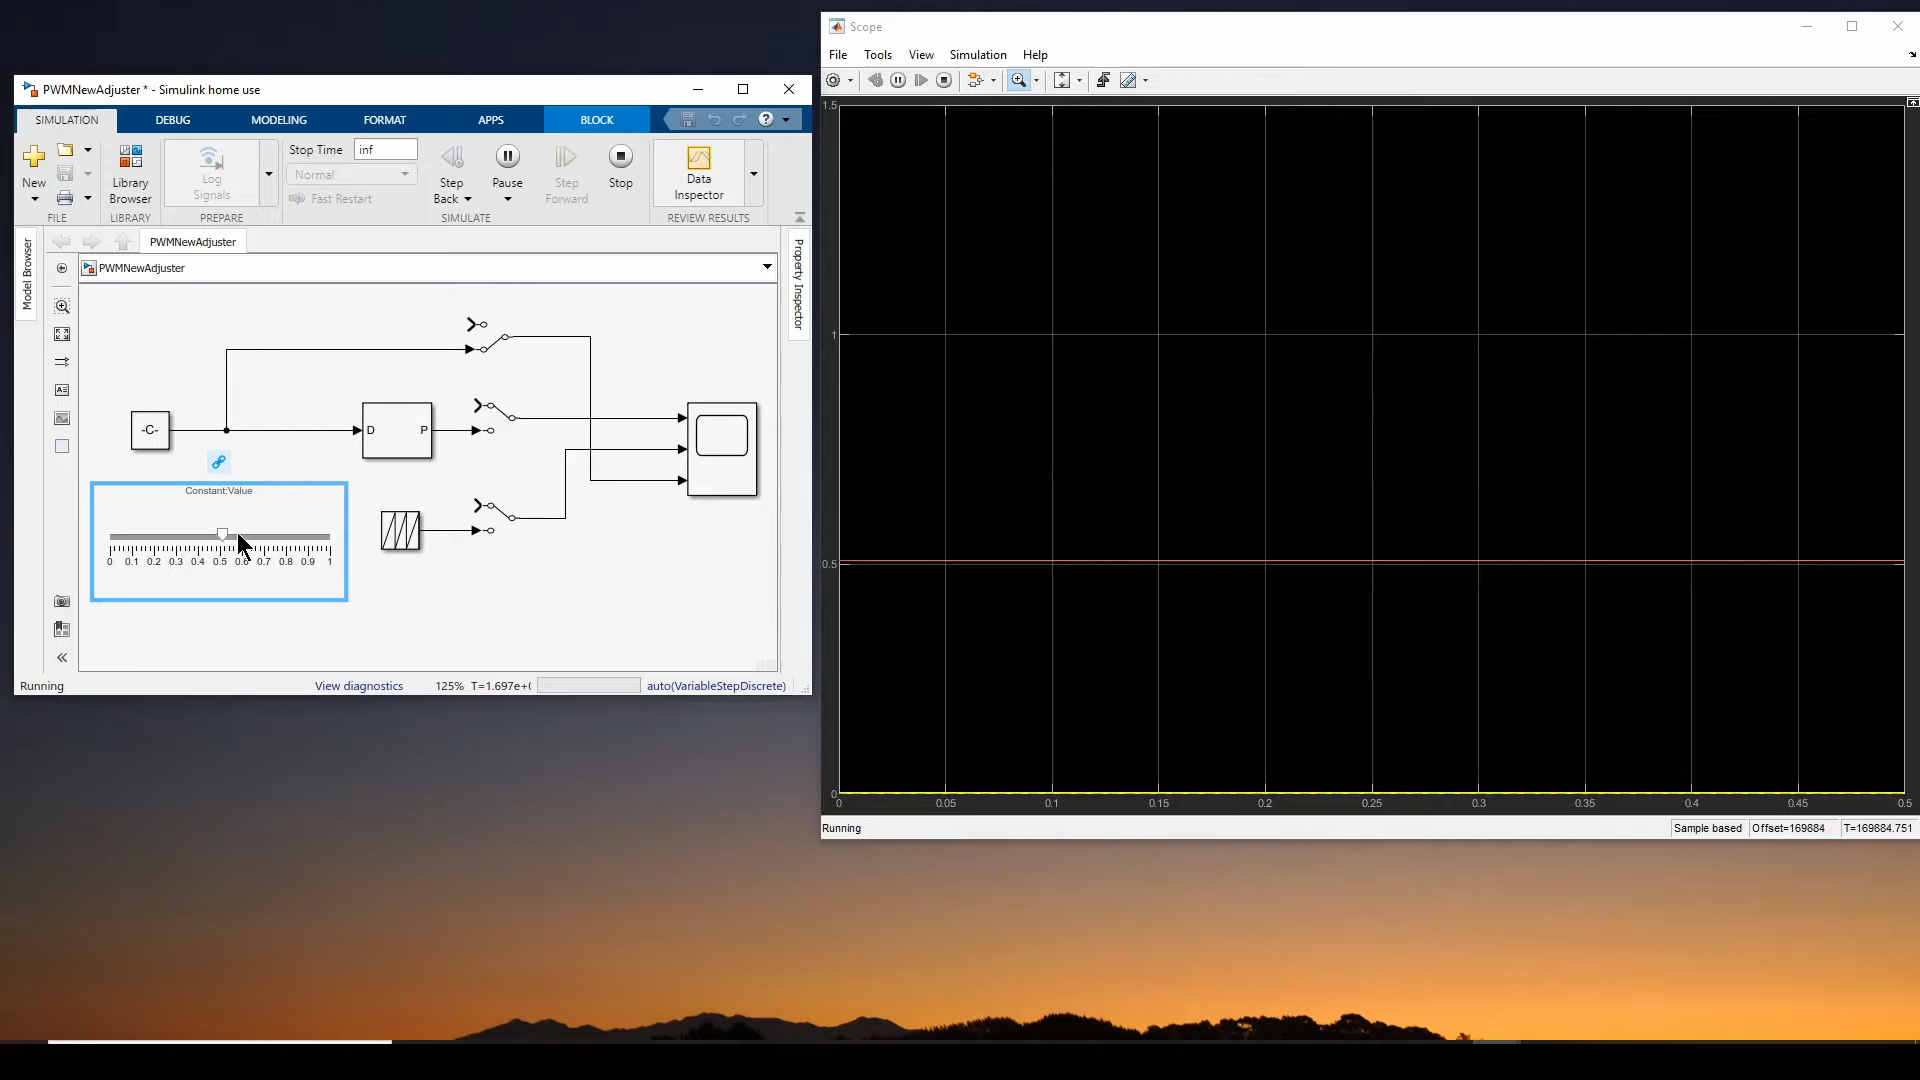 PWMNewAdjuster * - Simulink home use
SIMULATION
DEBUG
MODELING
FORMAT
APPS
BLOCK
?
New
Library
Browser
Log
Signals
Stop Time
inf
Normal
Fast Restart
Step
Back
Pause
Step
Forward
Stop
Data
Inspector
FILE
LIBRARY
PREPARE
SIMULATE
REVIEW RESULTS
Model Browser
PWMNewAdjuster
PWMNewAdjuster
Property Inspector
-C-
D
P
Constant:Value
0 0.1 0.2 0.3 0.4 0.5 0.6 0.7 0.8 0.9 1
Running
View diagnostics
125%
T=1.697e+(
auto(VariableStepDiscrete)
Scope
File
Tools
View
Simulation
Help
1.5
1
0.5
0
0 0.05 0.1 0.15 0.2 0.25 0.3 0.35 0.4 0.45 0.5
Running
Sample based
Offset=169884
T=169884.751